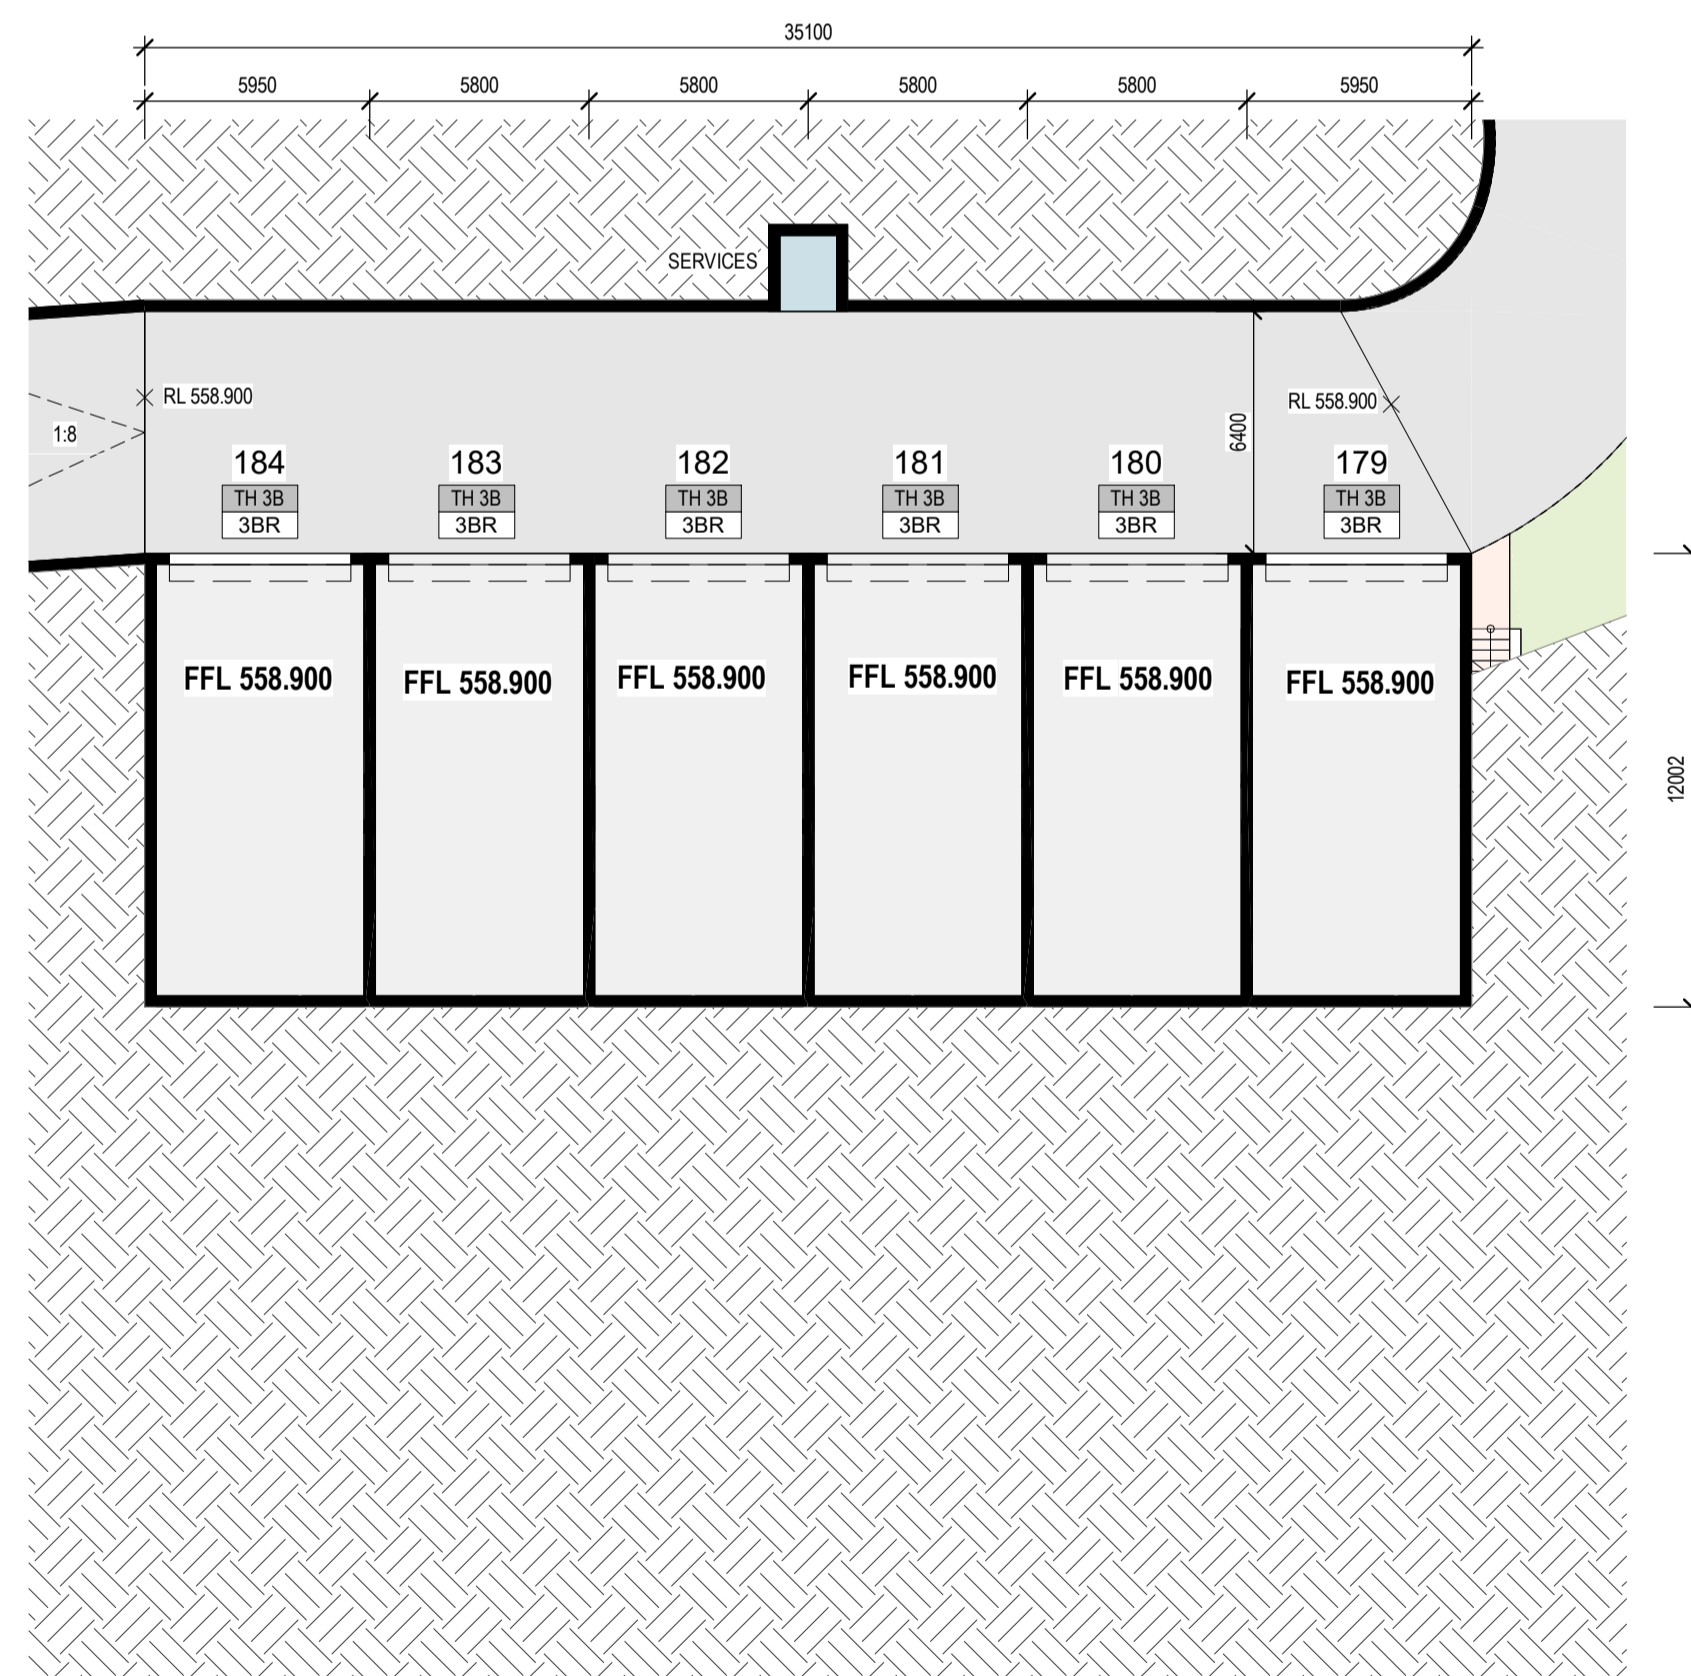 35100
5950 5800 5800 5800 5800 5950
SERVICES
RL 558.900
RL 558.900
1:8
6400
184 183 182 181 180 179
TH 3B TH 3B TH 3B TH 3B TH 3B TH 3B
3BR 3BR 3BR 3BR 3BR 3BR
FFL 558.900 FFL 558.900 FFL 558.900 FFL 558.900 FFL 558.900 FFL 558.900
12002